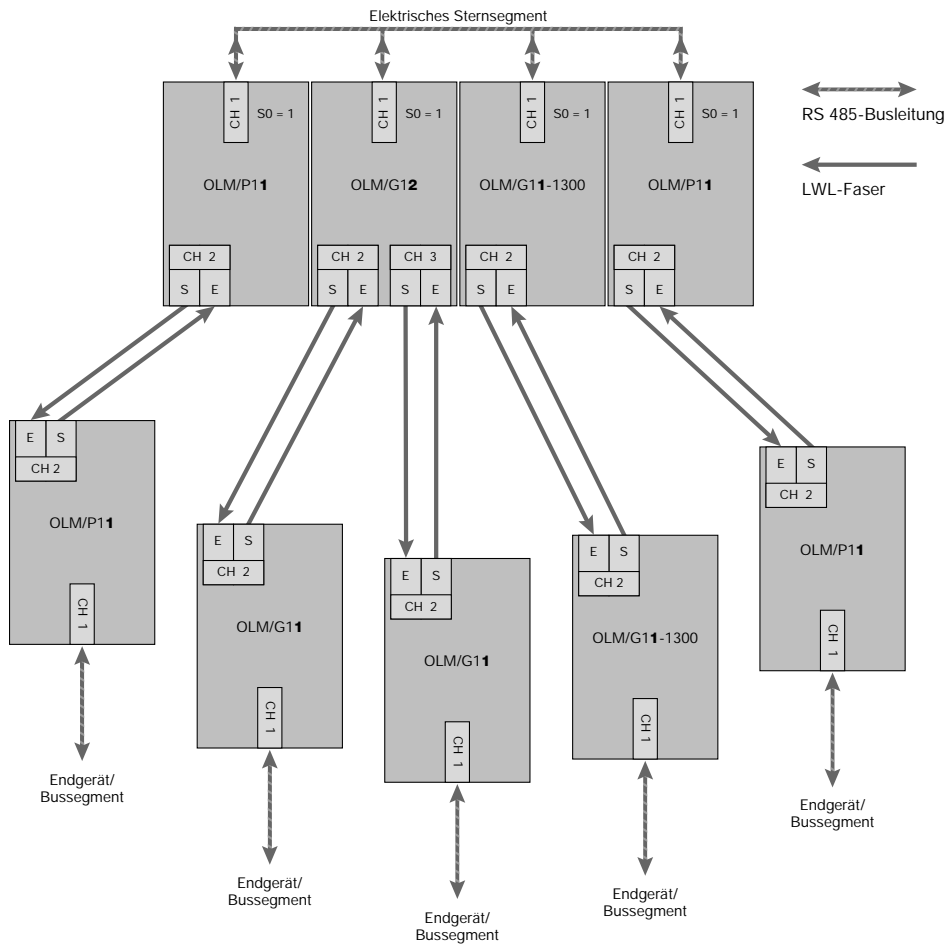 Elektrisches Sternsegment
CH 1
S0 = 1
CH 1
S0 = 1
CH 1
S0 = 1
CH 1
S0 = 1
RS 485-Busleitung
LWL-Faser
OLM/P11
OLM/G12
OLM/G11-1300
OLM/P11
CH 2
CH 2
CH 3
CH 2
CH 2
S E
S E
S E
S E
S E
E S
CH 2
OLM/P11
CH 1
Endgerät/
Bussegment
E S
CH 2
OLM/G11
CH 1
Endgerät/
Bussegment
E S
CH 2
OLM/G11
CH 1
Endgerät/
Bussegment
E S
CH 2
OLM/G11-1300
CH 1
Endgerät/
Bussegment
E S
CH 2
OLM/P11
CH 1
Endgerät/
Bussegment